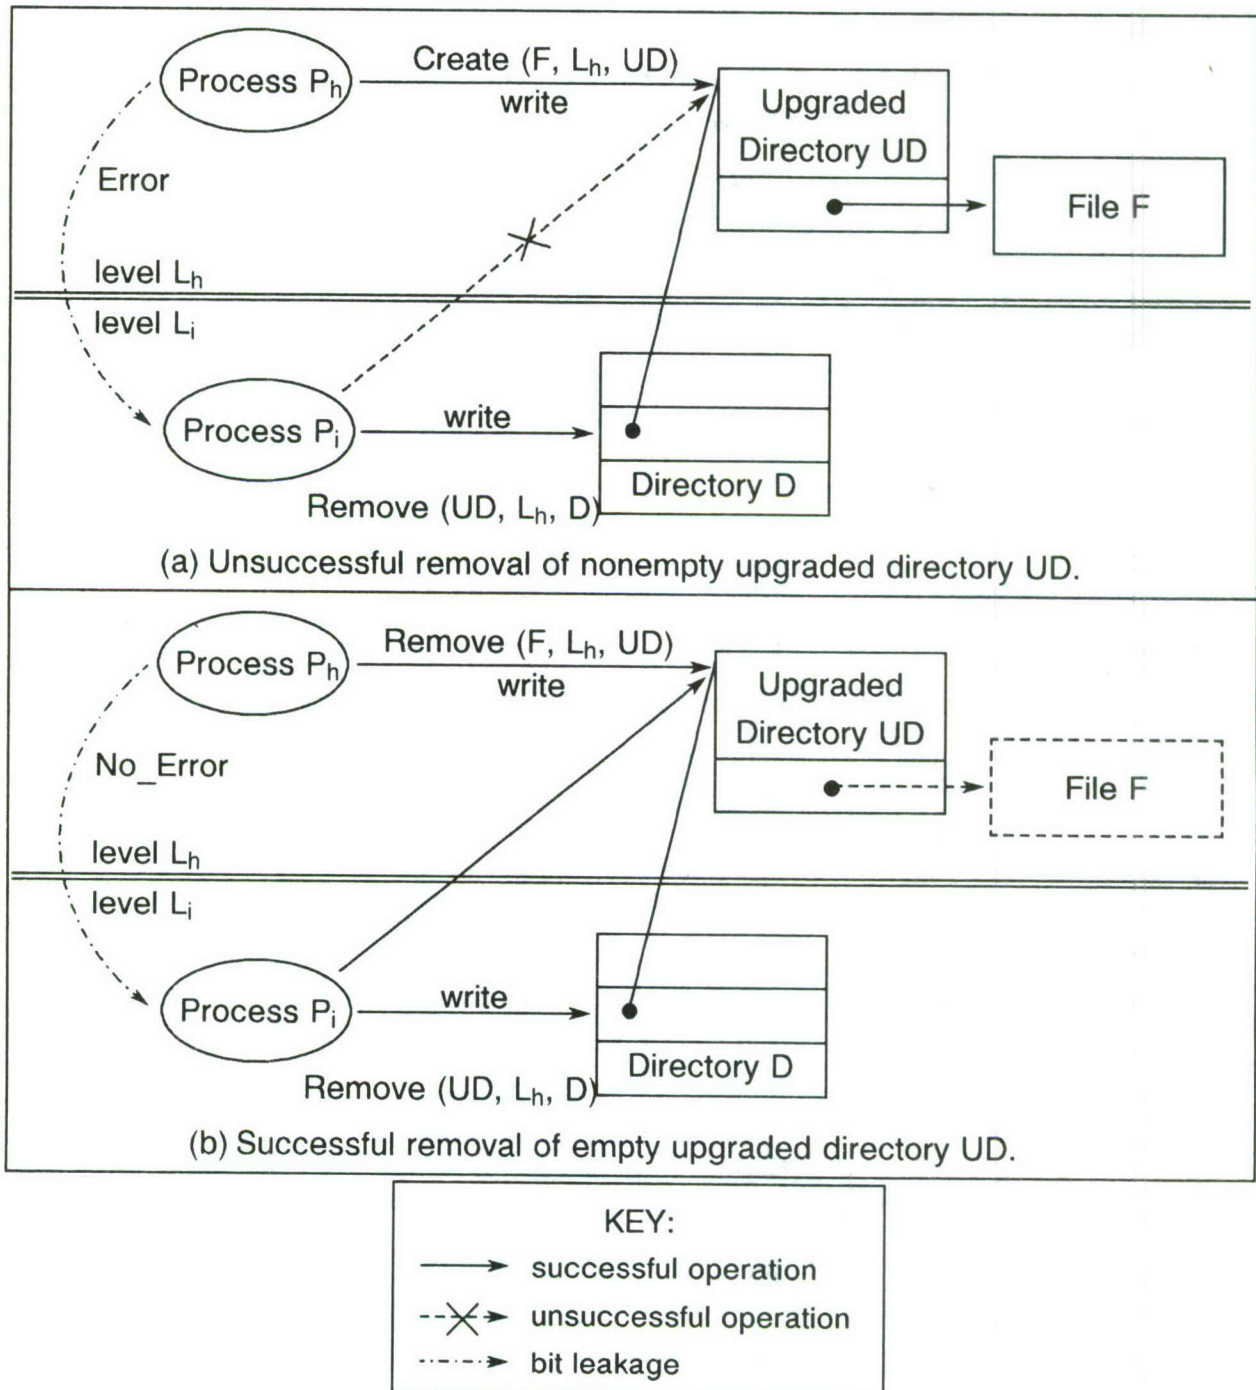 Create (F, Lh, UD)
Process Ph
write
Upgraded
Directory UD
Error
File F
level Lh
level Li
Process Pi
write
Directory D
Remove (UD, Lh, D)
(a) Unsuccessful removal of nonempty upgraded directory UD.
Remove (F, Lh, UD)
Process Ph
write
Upgraded
Directory UD
No_Error
File F
level Lh
level Li
Process Pi
write
Directory D
Remove (UD, Lh, D)
(b) Successful removal of empty upgraded directory UD.
KEY:
successful operation
unsuccessful operation
bit leakage